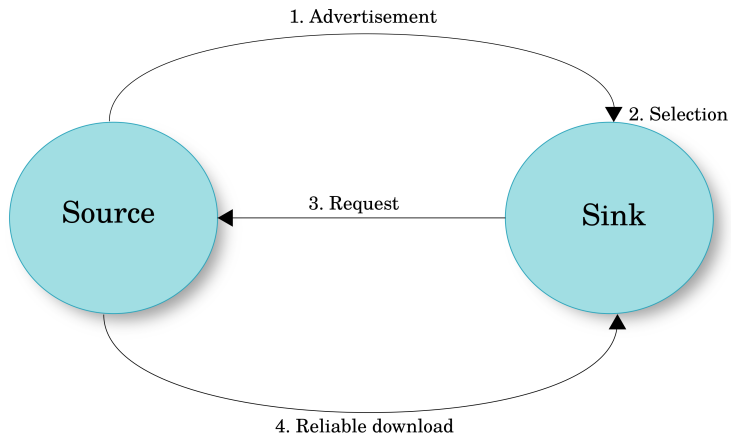 1. Advertisement
2. Selection
Source
3. Request
Sink
4. Reliable download